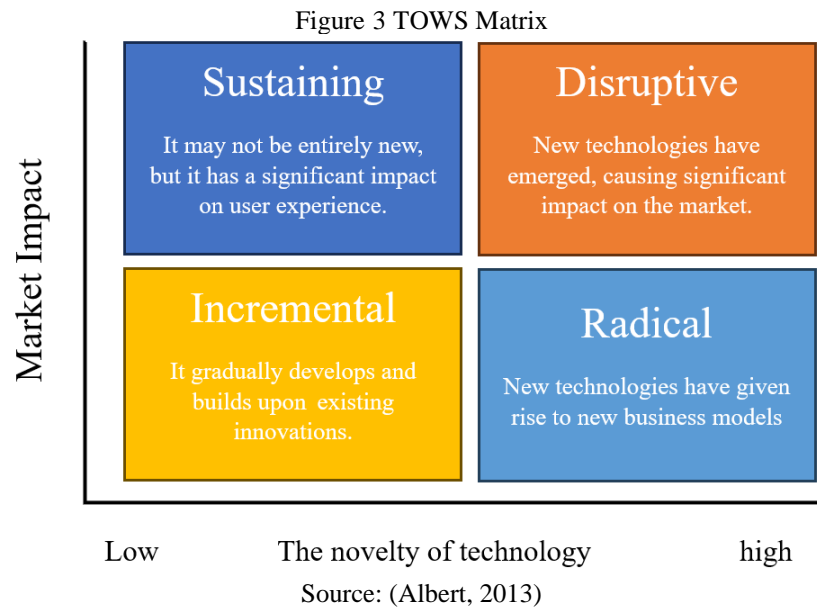 Figure 3 TOWS Matrix
Market Impact
Sustaining
It may not be entirely new,
but it has a significant impact
on user experience.
Disruptive
New technologies have
emerged, causing significant
impact on the market.
Incremental
It gradually develops and
builds upon existing
innovations.
Radical
New technologies have given
rise to new business models
Low The novelty of technology high
Source: (Albert, 2013)